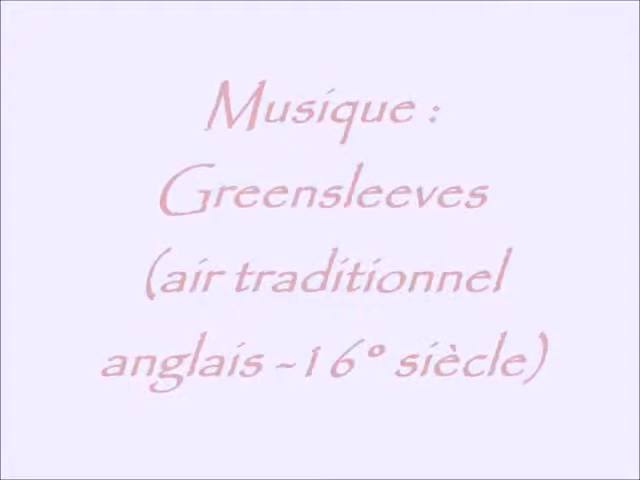 Musique :
Greensleeves
(air traditionnel
anglais -16° siècle)